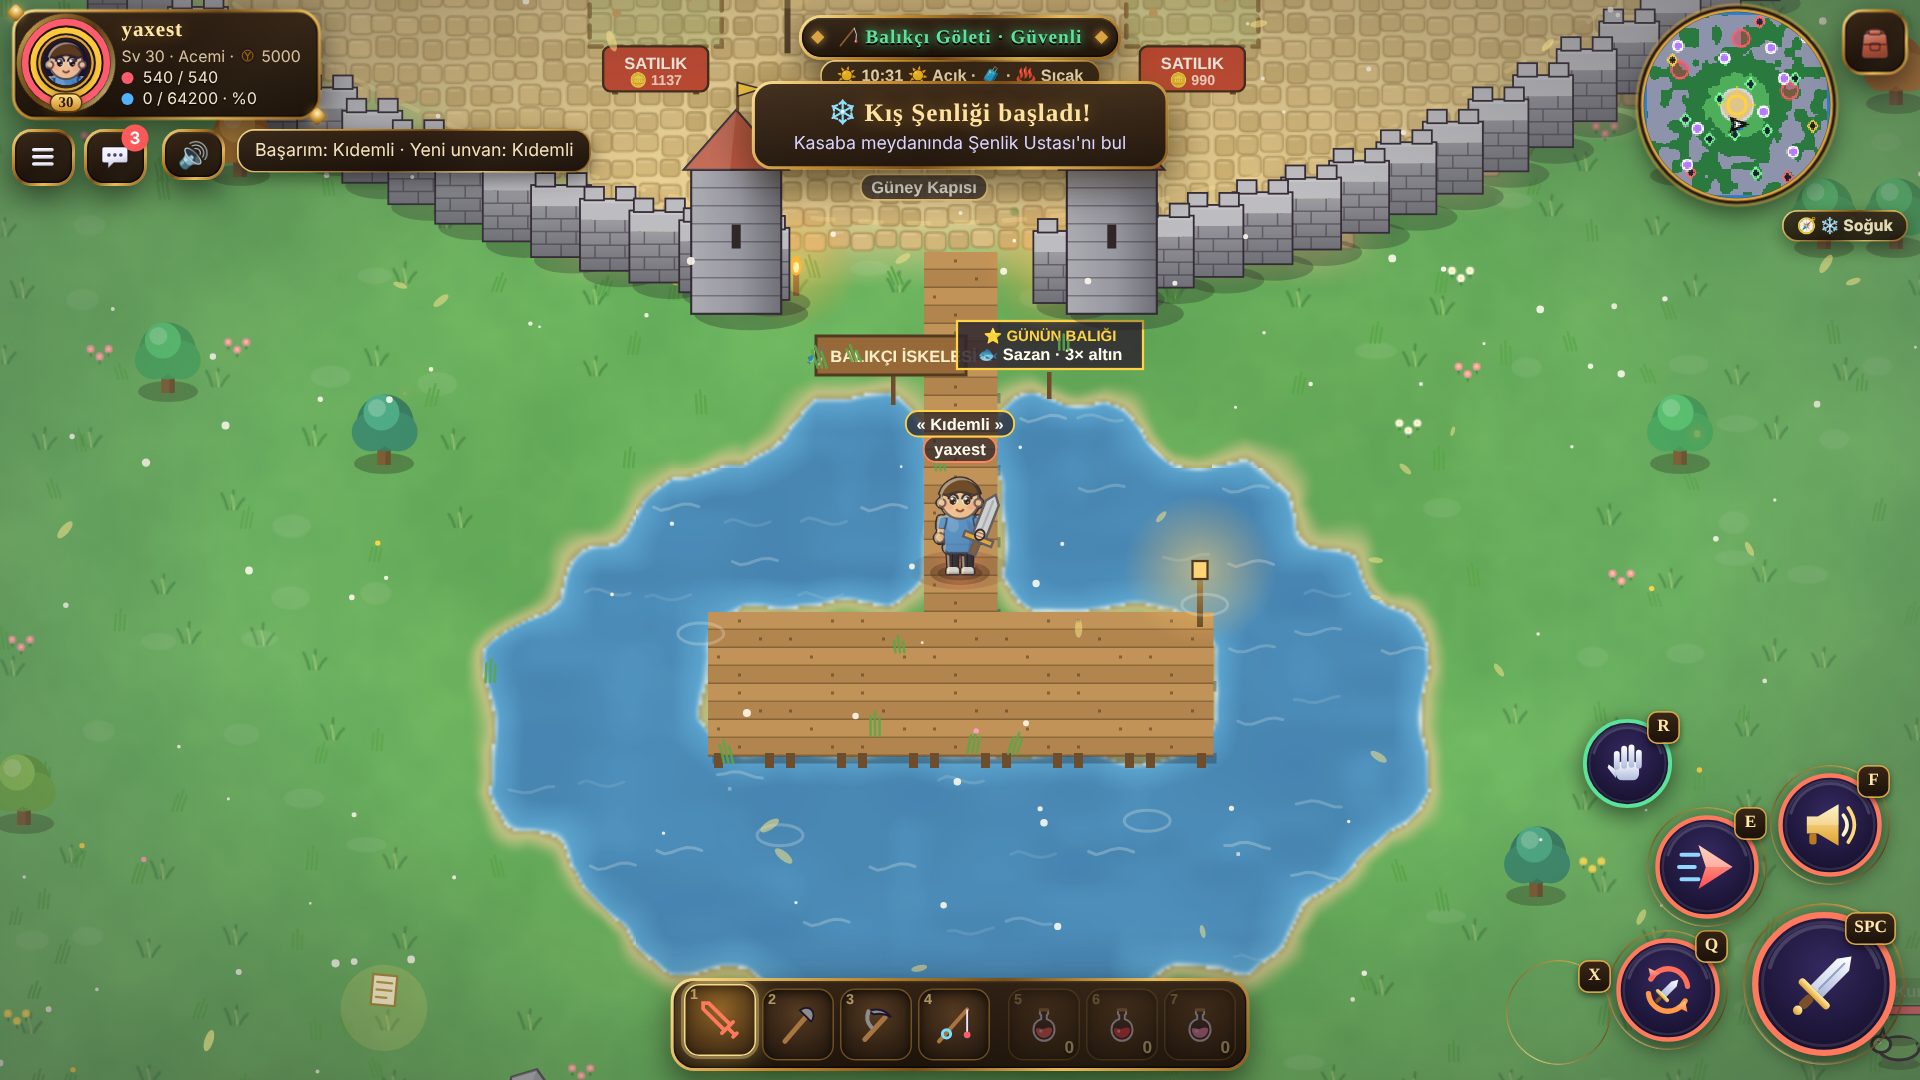 yaxest
Sv 30 · Acemi · 5000
540 / 540
0 / 64200 · %0
30
3
Başarım: Kıdemli · Yeni unvan: Kıdemli
SATILIK
1137
Balıkçı Göleti · Güvenli
10:31 Açık · Sıcak
SATILIK
990
Kış Şenliği başladı!
Kasaba meydanında Şenlik Ustası'nı bul
Güney Kapısı
Soğuk
BALIKÇI İSKELESİ
GÜNÜN BALIĞI
Sazan · 3× altın
« Kıdemli »
yaxest
R
F
E
SPC
Q
X
1
2
3
4
5
0
6
0
7
0